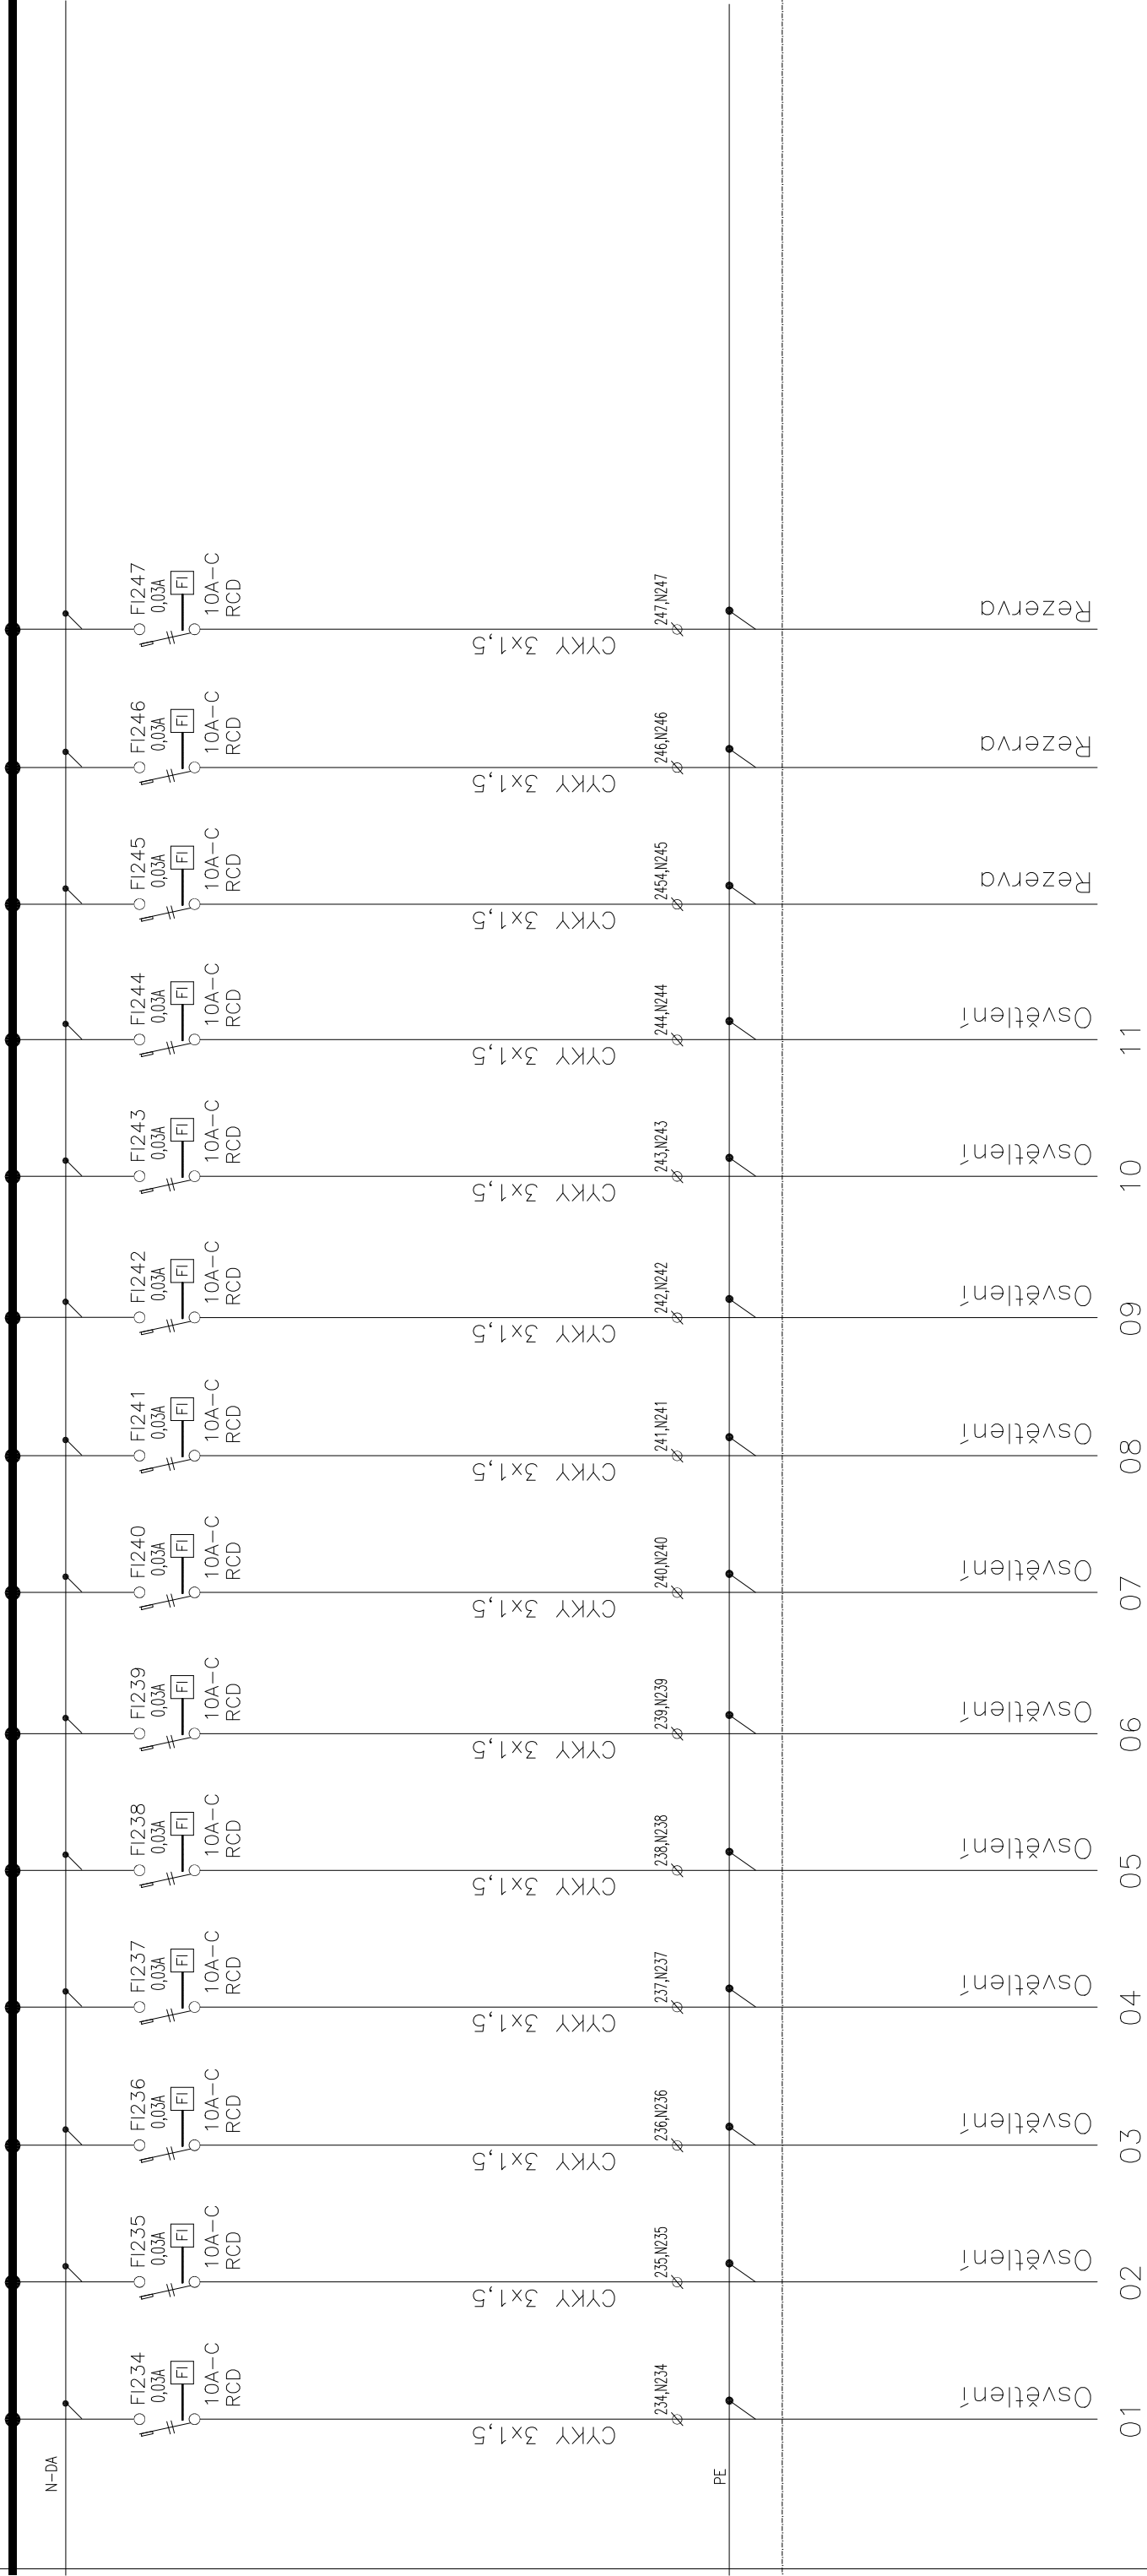 N-DA
PE
FI234
0,03A
FI
10A-C
RCD
CYKY 3x1,5
234,N234
Osvětlení
01
FI235
0,03A
FI
10A-C
RCD
CYKY 3x1,5
235,N235
Osvětlení
02
FI236
0,03A
FI
10A-C
RCD
CYKY 3x1,5
236,N236
Osvětlení
03
FI237
0,03A
FI
10A-C
RCD
CYKY 3x1,5
237,N237
Osvětlení
04
FI238
0,03A
FI
10A-C
RCD
CYKY 3x1,5
238,N238
Osvětlení
05
FI239
0,03A
FI
10A-C
RCD
CYKY 3x1,5
239,N239
Osvětlení
06
FI240
0,03A
FI
10A-C
RCD
CYKY 3x1,5
240,N240
Osvětlení
07
FI241
0,03A
FI
10A-C
RCD
CYKY 3x1,5
241,N241
Osvětlení
08
FI242
0,03A
FI
10A-C
RCD
CYKY 3x1,5
242,N242
Osvětlení
09
FI243
0,03A
FI
10A-C
RCD
CYKY 3x1,5
243,N243
Osvětlení
10
FI244
0,03A
FI
10A-C
RCD
CYKY 3x1,5
244,N244
Osvětlení
11
FI245
0,03A
FI
10A-C
RCD
CYKY 3x1,5
2454,N245
Rezerva
FI246
0,03A
FI
10A-C
RCD
CYKY 3x1,5
246,N246
Rezerva
FI247
0,03A
FI
10A-C
RCD
CYKY 3x1,5
247,N247
Rezerva